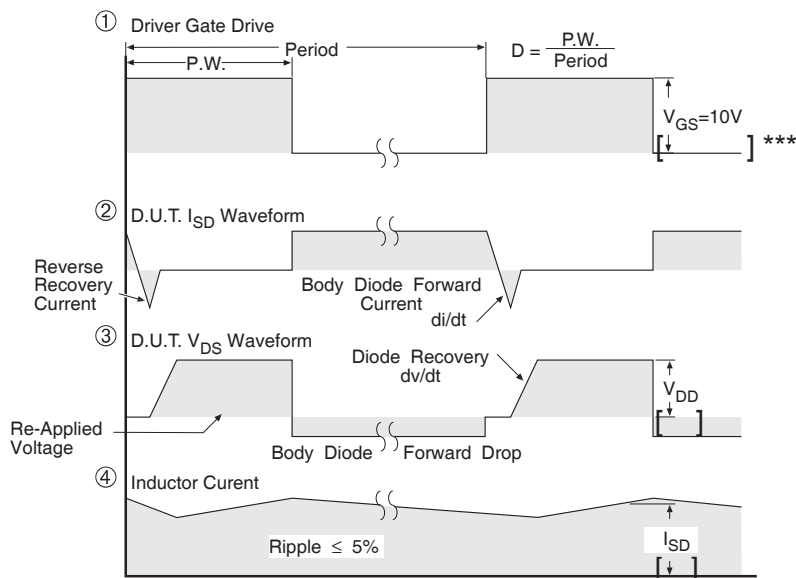 ① Driver Gate Drive
Period
P.W.
D = P.W. / Period
V_GS=10V
[ ] ***
② D.U.T. I_SD Waveform
Reverse
Recovery
Current
Body Diode Forward
Current
di/dt
③ D.U.T. V_DS Waveform
Diode Recovery
dv/dt
V_DD
[ ]
Re-Applied
Voltage
Body Diode Forward Drop
④ Inductor Curent
Ripple ≤ 5%
I_SD
[ ]